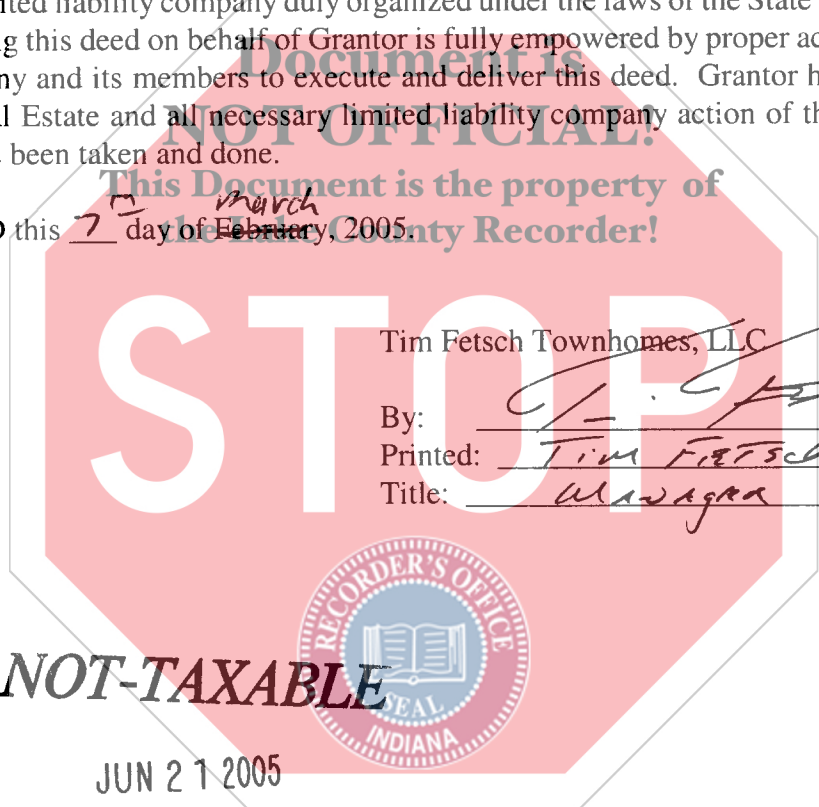 ited liability company duly organized under the laws of the State
g this deed on behalf of Grantor is fully empowered by proper ac
Document is
ny and its members to execute and deliver this deed. Grantor h
NOT OFFICIAL!
l Estate and all necessary limited liability company action of th
been taken and done.
This Document is the property of
the Lake County Recorder!
this 7th day of February, 2005.
March
STOP
Tim Fetsch Townhomes, LLC
By:
Printed: Tim Fetsch
Title: Manager
RECORDER'S OFFICE
SEAL
INDIANA
NOT-TAXABLE
JUN 21 2005